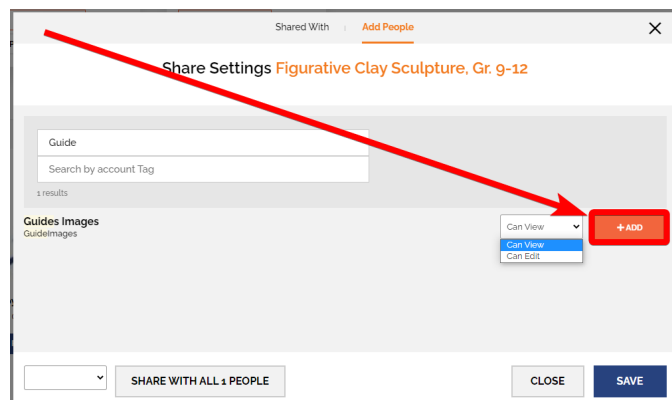 Shared With
Add People
Share Settings Figurative Clay Sculpture, Gr. 9-12
Guide
Search by account Tag
1 results
Guides Images
GuideImages
Can View
+ ADD
Can View
Can Edit
SHARE WITH ALL 1 PEOPLE
CLOSE
SAVE